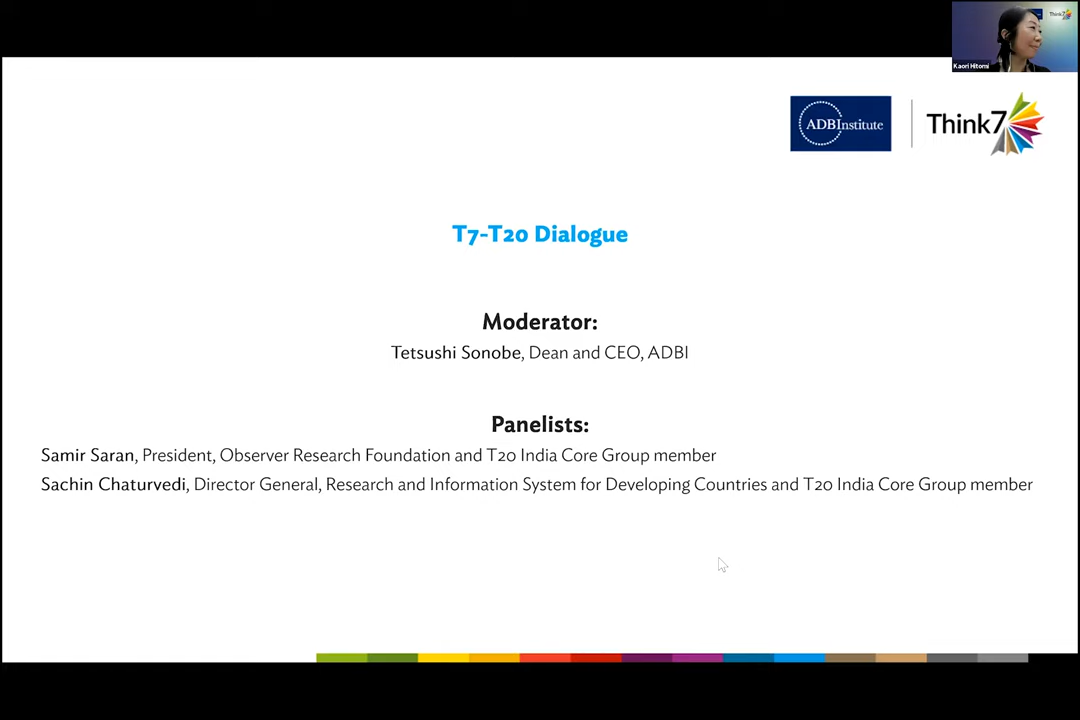 Think7
Kaori Hitomi
ADBInstitute
Think7
T7-T20 Dialogue
Moderator:
Tetsushi Sonobe, Dean and CEO, ADBI
Panelists:
Samir Saran, President, Observer Research Foundation and T20 India Core Group member
Sachin Chaturvedi, Director General, Research and Information System for Developing Countries and T20 India Core Group member